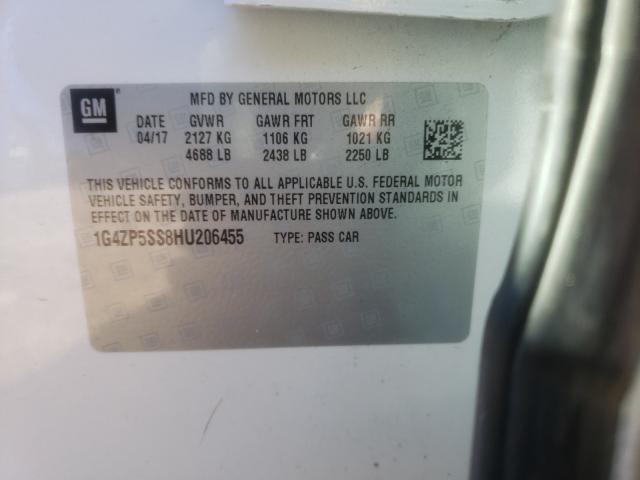 GM
MFD BY GENERAL MOTORS LLC
DATE GVWR GAWR FRT GAWR RR
04/17 2127 KG 1106 KG 1021 KG
4688 LB 2438 LB 2250 LB
THIS VEHICLE CONFORMS TO ALL APPLICABLE U.S. FEDERAL MOTOR
VEHICLE SAFETY, BUMPER, AND THEFT PREVENTION STANDARDS IN
EFFECT ON THE DATE OF MANUFACTURE SHOWN ABOVE.
1G4ZP5SS8HU206455 TYPE: PASS CAR